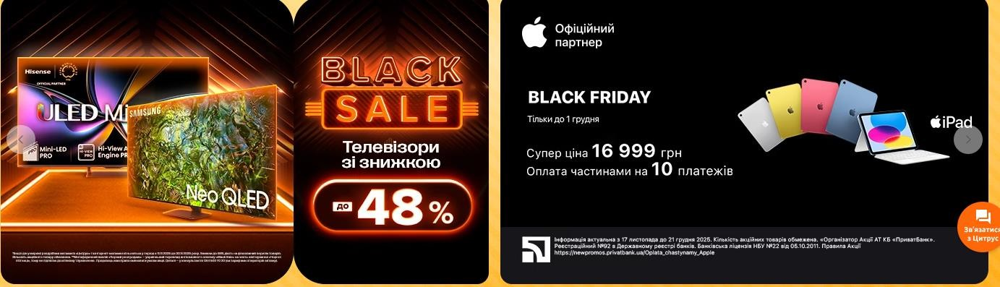 Hisense
OFFICIAL PARTNER
ULED Mi
SAMSUNG
Mini-LED
PRO
HI-VIEW
PRO
Hi-View A
Engine PR
Neo QLED
BLACK
SALE
Телевізори
зі знижкою
до 48 %
Офіційний
партнер
BLACK FRIDAY
Тільки до 1 грудня
Супер ціна 16 999 грн
Оплата частинами на 10 платежів
iPad
Зв'язатися
з Цитрус
Інформація актуальна з 17 листопада до 21 грудня 2025. Кількість акційних товарів обмежена. «Організатор Акції АТ КБ «ПриватБанк».
Реєстраційний №92 в Державному реєстрі банків. Банківська ліцензія НБУ №22 від 05.10.2011. Правила Акції
https://newpromos.privatbank.ua/Oplata_chastynamy_Apple